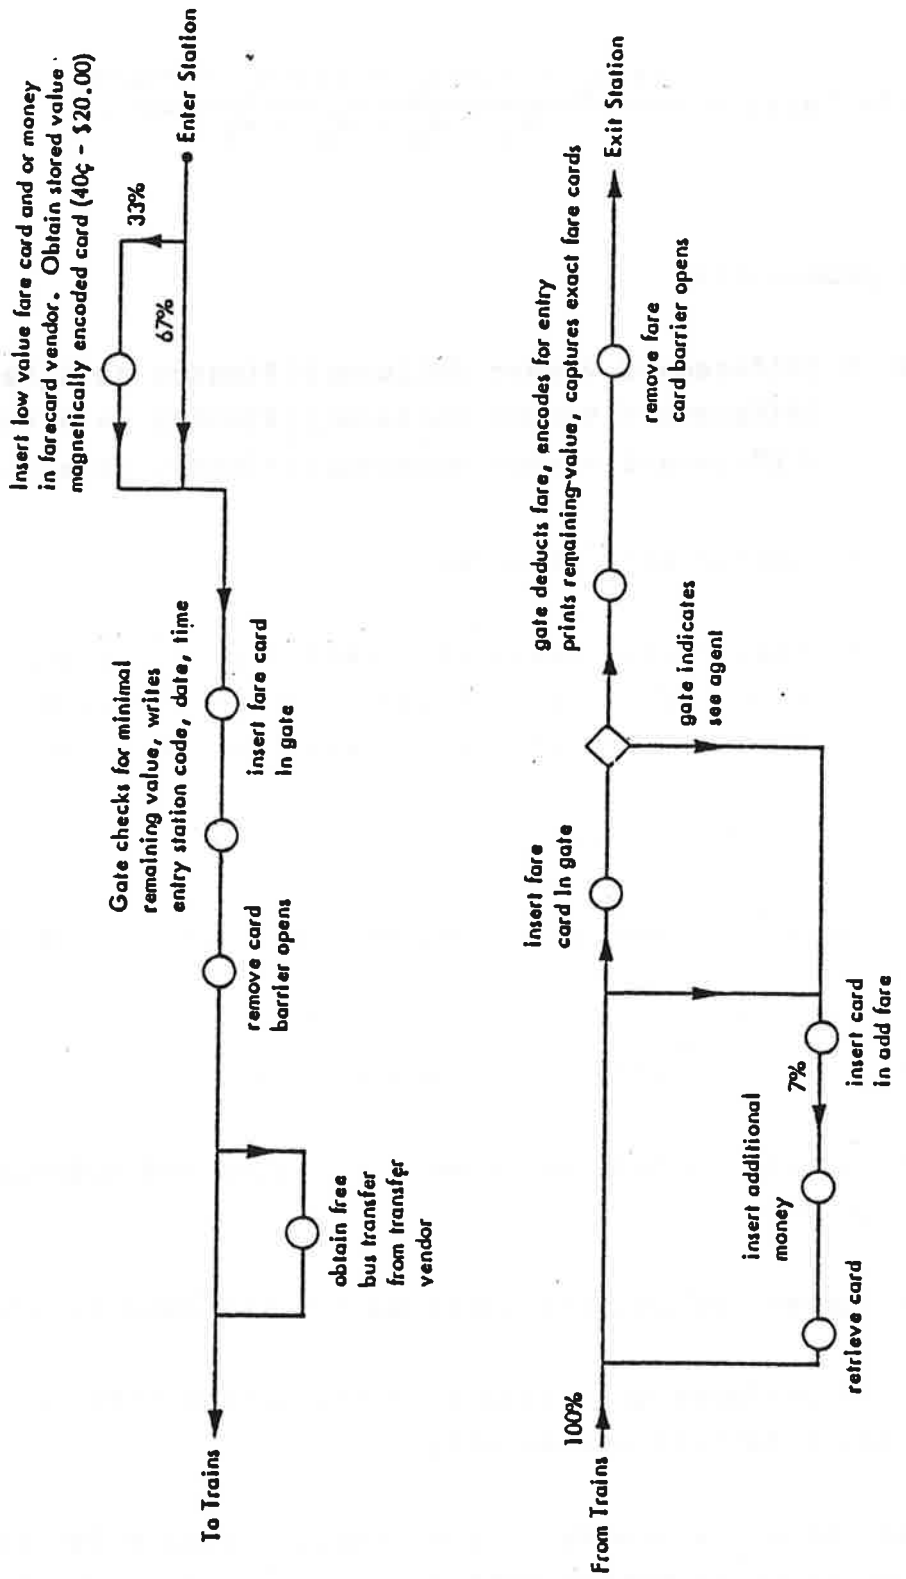 Insert low value fare card and or money
in farecard vendor. Obtain stored value
magnetically encoded card (40¢ - $20.00)
Enter Station
33%
67%
Gate checks for minimal
remaining value, writes
entry station code, date, time
insert fare card
in gate
remove card
barrier opens
obtain free
bus transfer
from transfer
vendor
To Trains
From Trains
100%
insert fare
card in gate
gate deducts fare, encodes for entry
prints remaining value, captures exact fare cards
remove fare
card barrier opens
Exit Station
gate indicates
see agent
insert card
in add fare
7%
insert additional
money
retrieve card